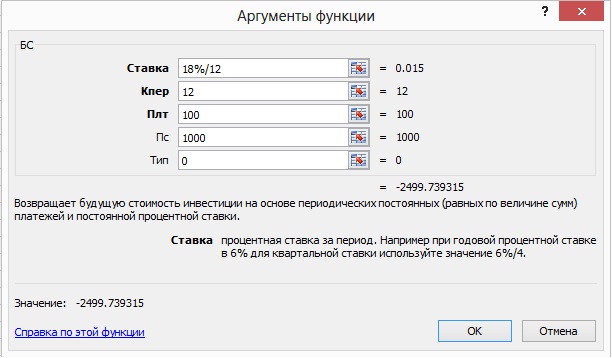 Аргументы функции
? ×
БС
Ставка 18%/12 = 0.015
Кпер 12 = 12
Плт 100 = 100
Пс 1000 = 1000
Тип 0 = 0
= -2499.739315
Возвращает будущую стоимость инвестиции на основе периодических постоянных (равных по величине сумм)
платежей и постоянной процентной ставки.
Ставка процентная ставка за период. Например при годовой процентной ставке
в 6% для квартальной ставки используйте значение 6%/4.
Значение: -2499.739315
Справка по этой функции
ОК Отмена